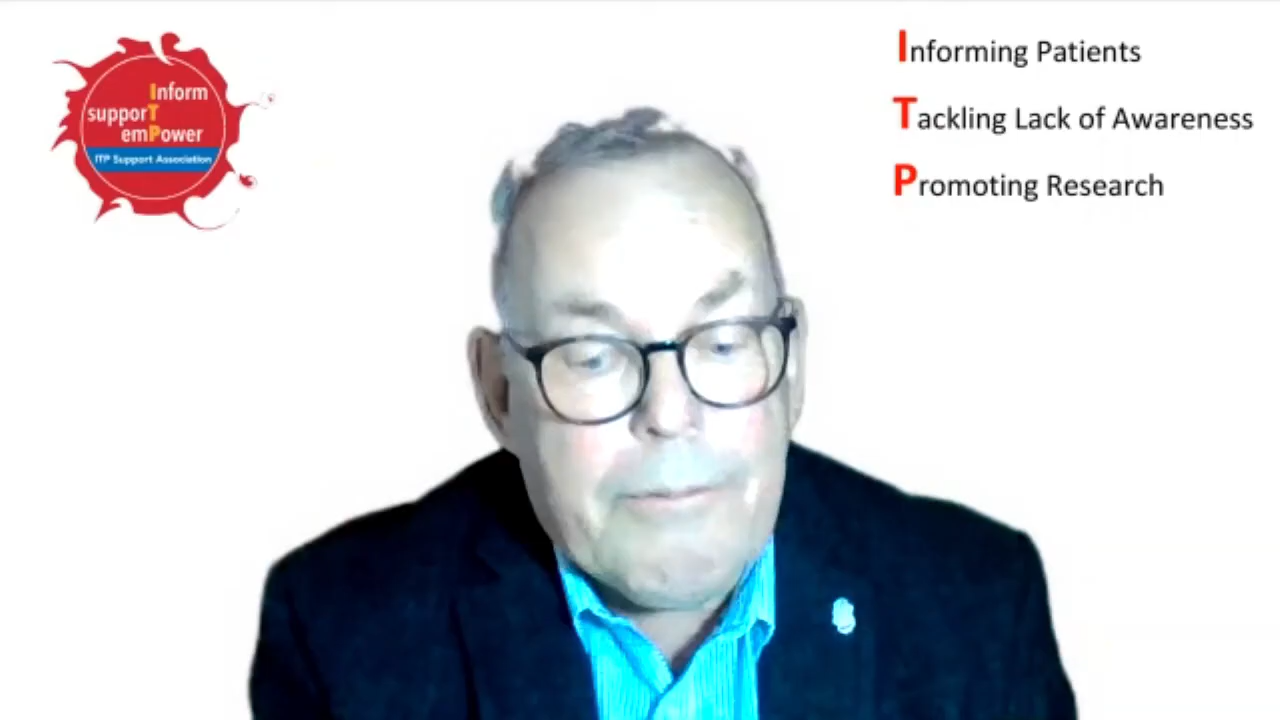 Inform
supporT
emPower
ITP Support Association
Informing Patients
Tackling Lack of Awareness
Promoting Research